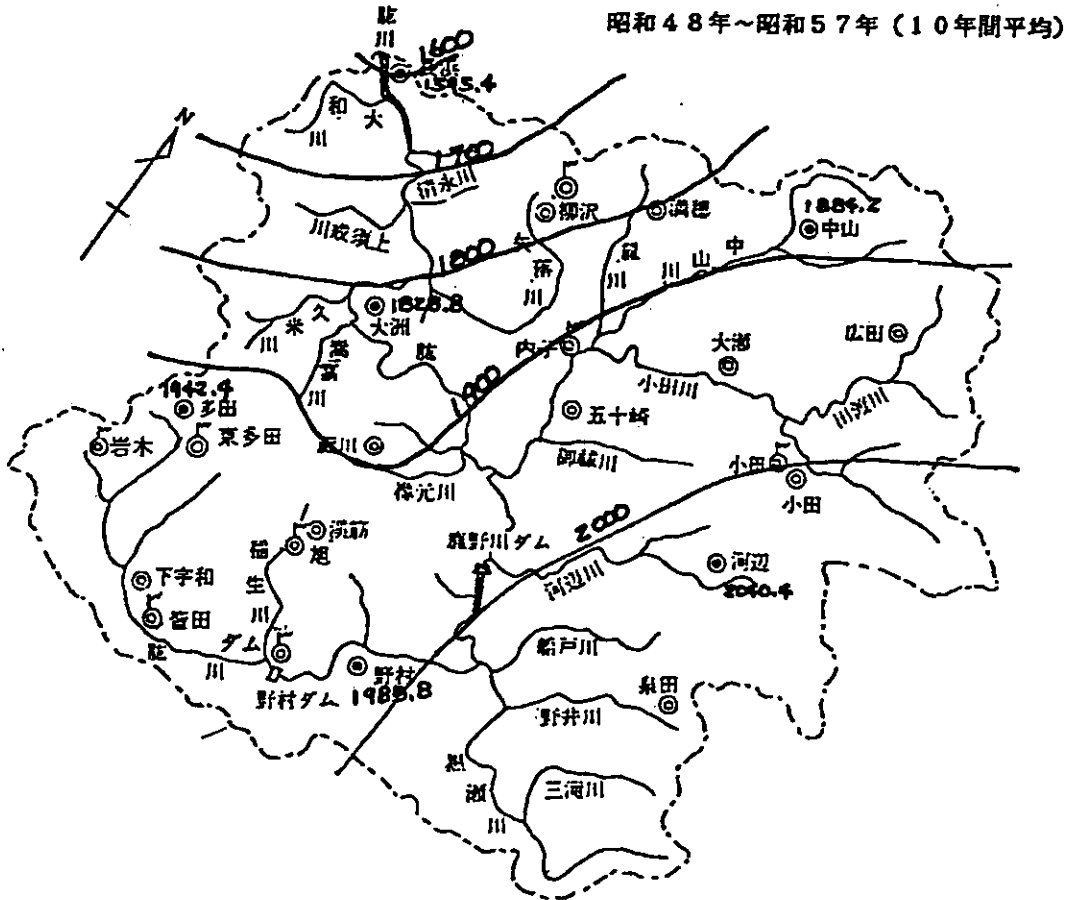 昭和48年~昭和57年(10年間平均)
肱川
1600
大和川
N
1700
清永川
柳沢
満穂
1884.2
中山
上須戒川
1800
矢落川
中山川
1828.8
大洲
久米川
肱
内子
大瀬
広田
小田川
1900
1942.4
多田
岩木
東多田
五十崎
御祓川
小田
小田
2000
鹿野川ダム
河辺川
河辺
2040.4
旭
稲生川
下宇和
皆田
肱川
ダム
野村ダム
野村
1985.8
船戸川
野井川
三滝川